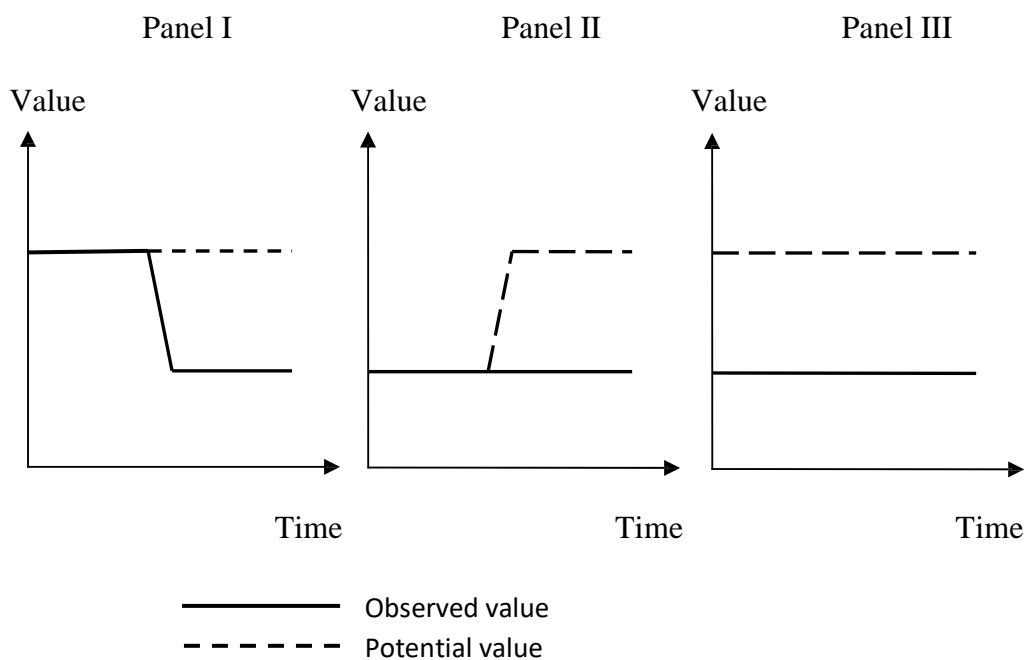 Panel I
Panel II
Panel III
Value
Value
Value
Time
Time
Time
Observed value
Potential value